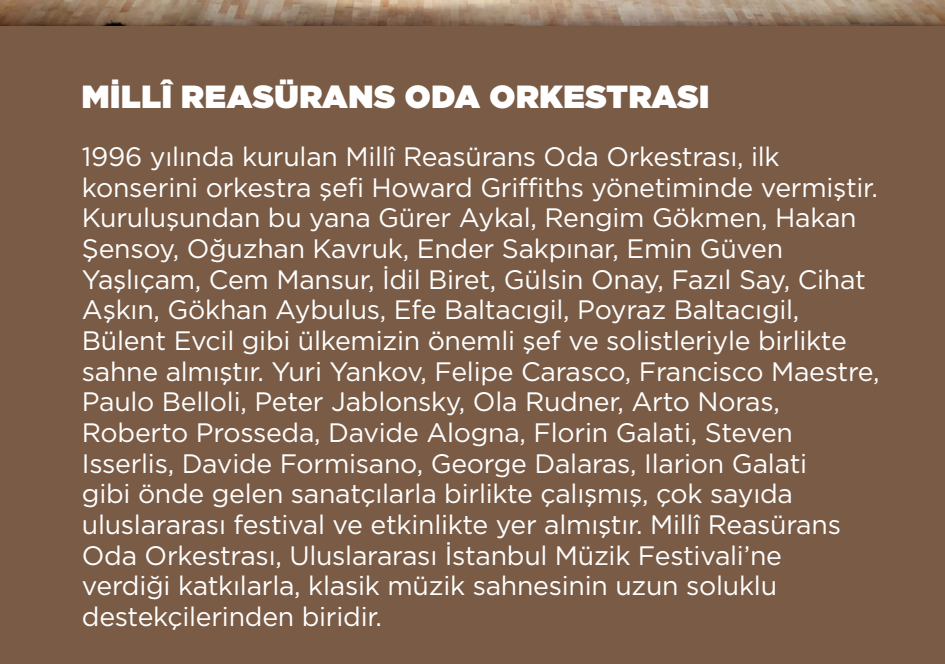 MİLLÎ REASÜRANS ODA ORKESTRASI
1996 yılında kurulan Millî Reasürans Oda Orkestrası, ilk
konserini orkestra şefi Howard Griffiths yönetiminde vermiştir.
Kuruluşundan bu yana Gürer Aykal, Rengim Gökmen, Hakan
Şensoy, Oğuzhan Kavruk, Ender Sakpınar, Emin Güven
Yaşlıçam, Cem Mansur, İdil Biret, Gülsin Onay, Fazıl Say, Cihat
Aşkın, Gökhan Aybulus, Efe Baltacıgil, Poyraz Baltacıgil,
Bülent Evcil gibi ülkemizin önemli şef ve solistleriyle birlikte
sahne almıştır. Yuri Yankov, Felipe Carasco, Francisco Maestre,
Paulo Belloli, Peter Jablonsky, Ola Rudner, Arto Noras,
Roberto Prosseda, Davide Alogna, Florin Galati, Steven
Isserlis, Davide Formisano, George Dalaras, Ilarion Galati
gibi önde gelen sanatçılarla birlikte çalışmış, çok sayıda
uluslararası festival ve etkinlikte yer almıştır. Millî Reasürans
Oda Orkestrası, Uluslararası İstanbul Müzik Festivali’ne
verdiği katkılarla, klasik müzik sahnesinin uzun soluklu
destekçilerinden biridir.